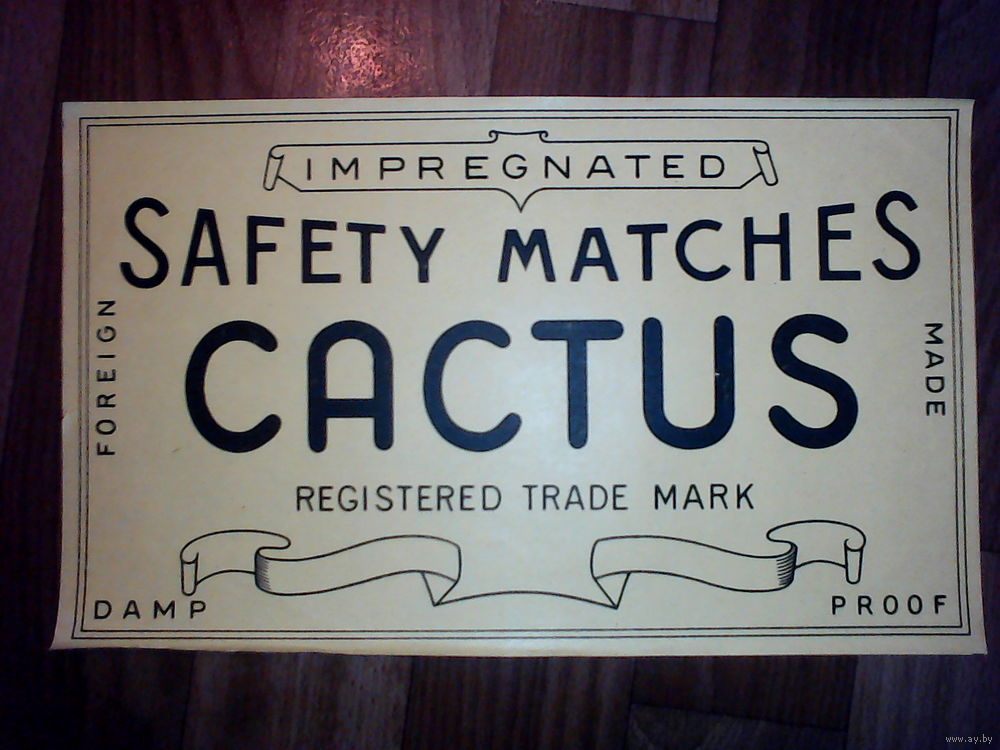 IMPREGNATED
SAFETY MATCHES
FOREIGN
CACTUS
MADE
REGISTERED TRADE MARK
DAMP PROOF
www.ay.by